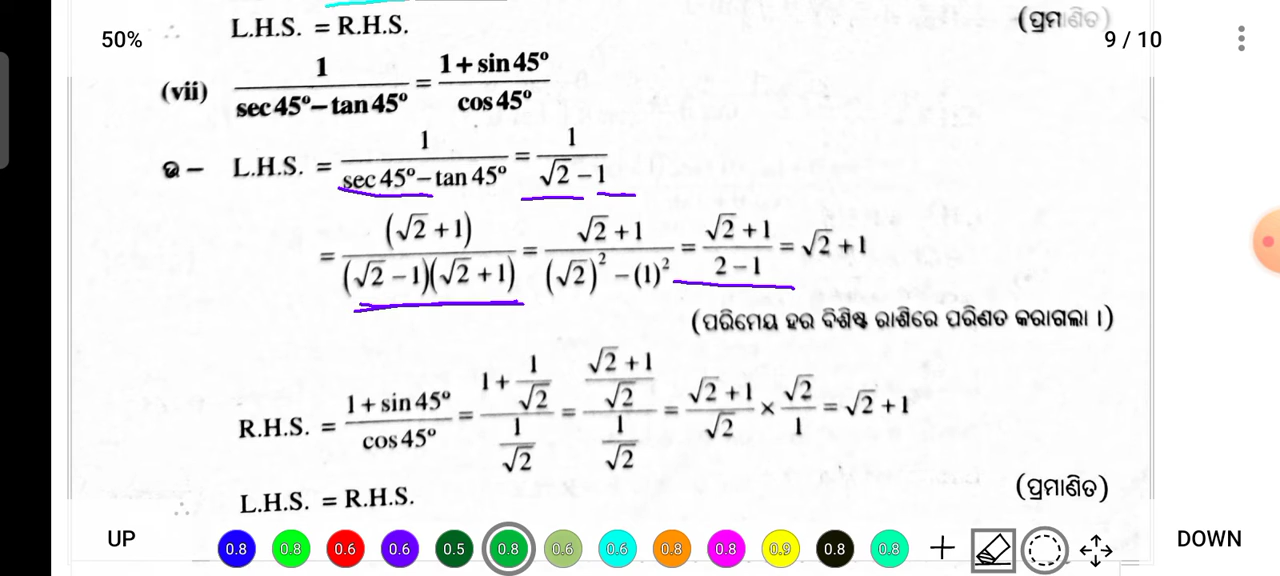 L.H.S. = R.H.S. (ପ୍ରମାଣିତ)
50% ∴ 9 / 10
(vii) 1/(sec 45° – tan 45°) = (1 + sin 45°)/(cos 45°)
ଉ – L.H.S. = 1/(sec 45° – tan 45°) = 1/(√2 – 1)
= (√2 + 1)/((√2 – 1)(√2 + 1)) = (√2 + 1)/((√2)² – (1)²) = (√2 + 1)/(2 – 1) = √2 + 1
(ପରିମେୟ ହର ବିଶିଷ୍ଟ ରାଶିରେ ପରିଣତ କରାଗଲା ।)
R.H.S. = (1 + sin 45°)/(cos 45°) = (1 + 1/√2)/(1/√2) = ((√2 + 1)/√2)/(1/√2) = (√2 + 1)/√2 × √2/1 = √2 + 1
(ପ୍ରମାଣିତ)
∴ L.H.S. = R.H.S.
UP 0.8 0.8 0.6 0.6 0.5 0.8 0.6 0.6 0.8 0.8 0.9 0.8 0.8 DOWN